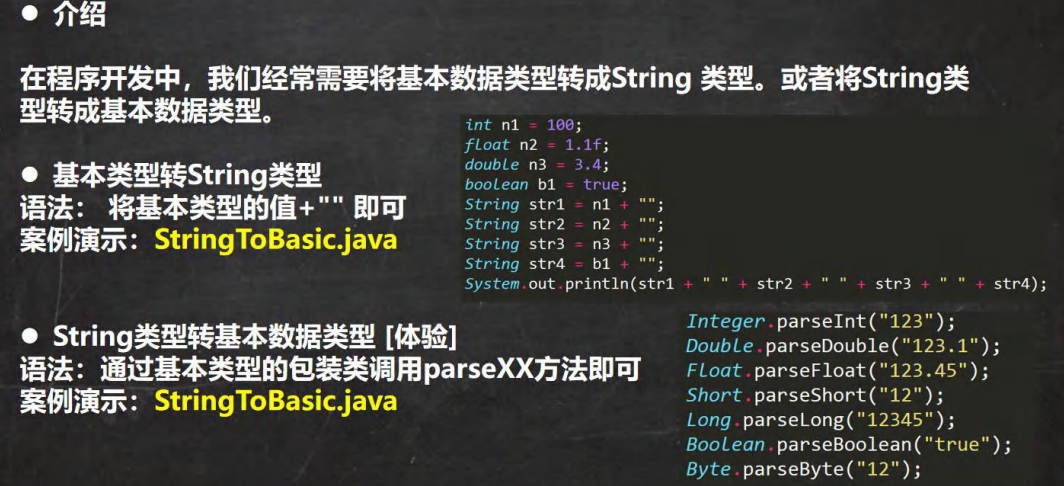 ● 介绍
在程序开发中，我们经常需要将基本数据类型转成String 类型。或者将String类
型转成基本数据类型。
● 基本类型转String类型
语法： 将基本类型的值+"" 即可
案例演示：StringToBasic.java
int n1 = 100;
float n2 = 1.1f;
double n3 = 3.4;
boolean b1 = true;
String str1 = n1 + "";
String str2 = n2 + "";
String str3 = n3 + "";
String str4 = b1 + "";
System.out.println(str1 + " " + str2 + " " + str3 + " " + str4);
● String类型转基本数据类型 [体验]
语法：通过基本类型的包装类调用parseXX方法即可
案例演示：StringToBasic.java
Integer.parseInt("123");
Double.parseDouble("123.1");
Float.parseFloat("123.45");
Short.parseShort("12");
Long.parseLong("12345");
Boolean.parseBoolean("true");
Byte.parseByte("12");